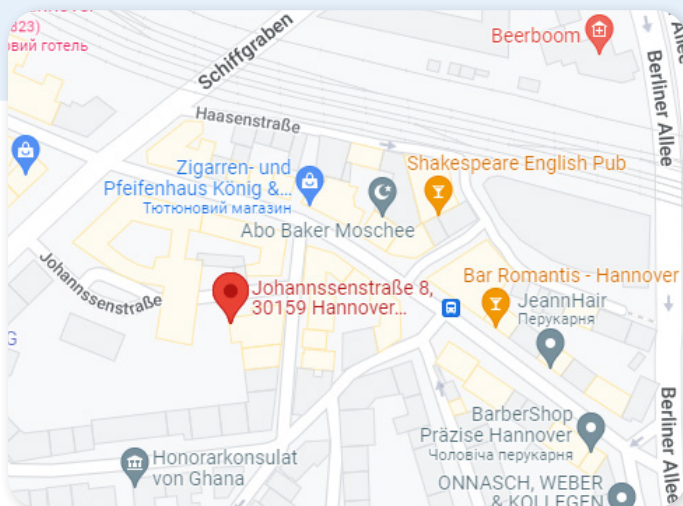 323)
овий готель
Schiffgraben
Beerboom
Allee
Berliner Allee
Haasenstraße
Zigarren- und
Pfeifenhaus König &...
Тютюновий магазин
Shakespeare English Pub
Abo Baker Moschee
Johannssenstraße
Johannssenstraße 8,
30159 Hannover...
Bar Romantis - Hannover
JeannHair
Перукарня
G
BarberShop
Präzise Hannover
Чоловіча перукарня
Berliner Allee
Honorarkonsulat
von Ghana
ONNASCH, WEBER
& KOLLEGEN